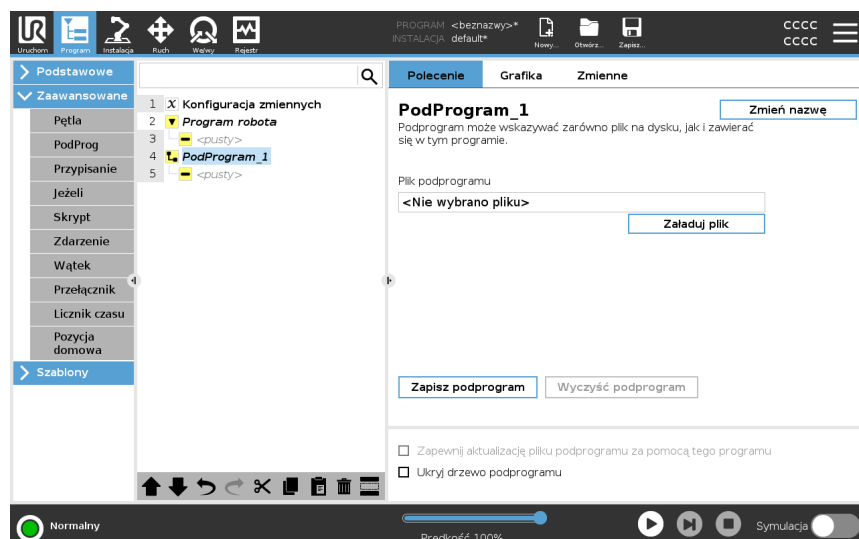 PROGRAM <beznazwy>*
INSTALACJA default*
CCCC
CCCC
Uruchom Program Instalacja Ruch We/wy Rejestr Nowy... Otwórz... Zapisz...
Podstawowe
Zaawansowane
Pętla
PodProg
Przypisanie
Jeżeli
Skrypt
Zdarzenie
Wątek
Przełącznik
Licznik czasu
Pozycja
domowa
Szablony
1 X Konfiguracja zmiennych
2 Program robota
3 <pusty>
4 PodProgram_1
5 <pusty>
Polecenie Grafika Zmienne
PodProgram_1
Zmień nazwę
Podprogram może wskazywać zarówno plik na dysku, jak i zawierać
się w tym programie.
Plik podprogramu
<Nie wybrano pliku>
Załaduj plik
Zapisz podprogram Wyczyść podprogram
Zapewnij aktualizację pliku podprogramu za pomocą tego programu
Ukryj drzewo podprogramu
Normalny
Prędkość 100%
Symulacja